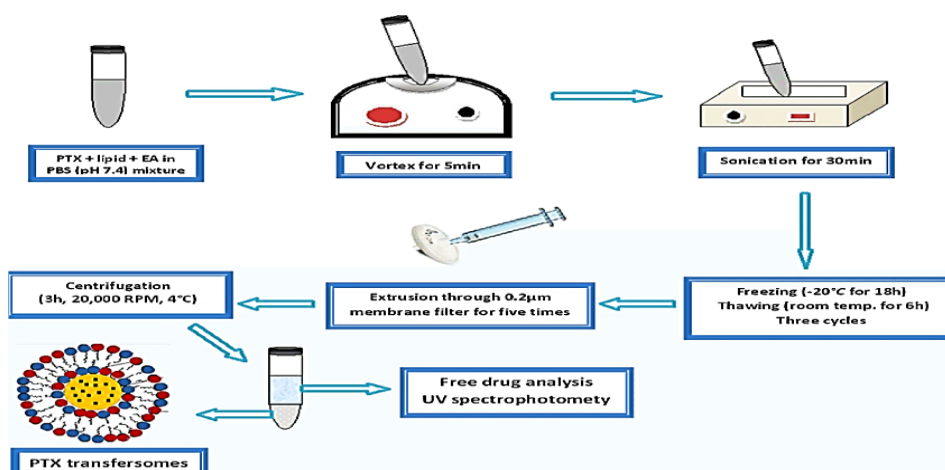 PTX + lipid + EA in
PBS (pH 7.4) mixture
Vortex for 5min
Sonication for 30min
Freezing (-20°C for 18h)
Thawing (room temp. for 6h)
Three cycles
Extrusion through 0.2µm
membrane filter for five times
Centrifugation
(3h, 20,000 RPM, 4°C)
Free drug analysis
UV spectrophotomety
PTX transfersomes